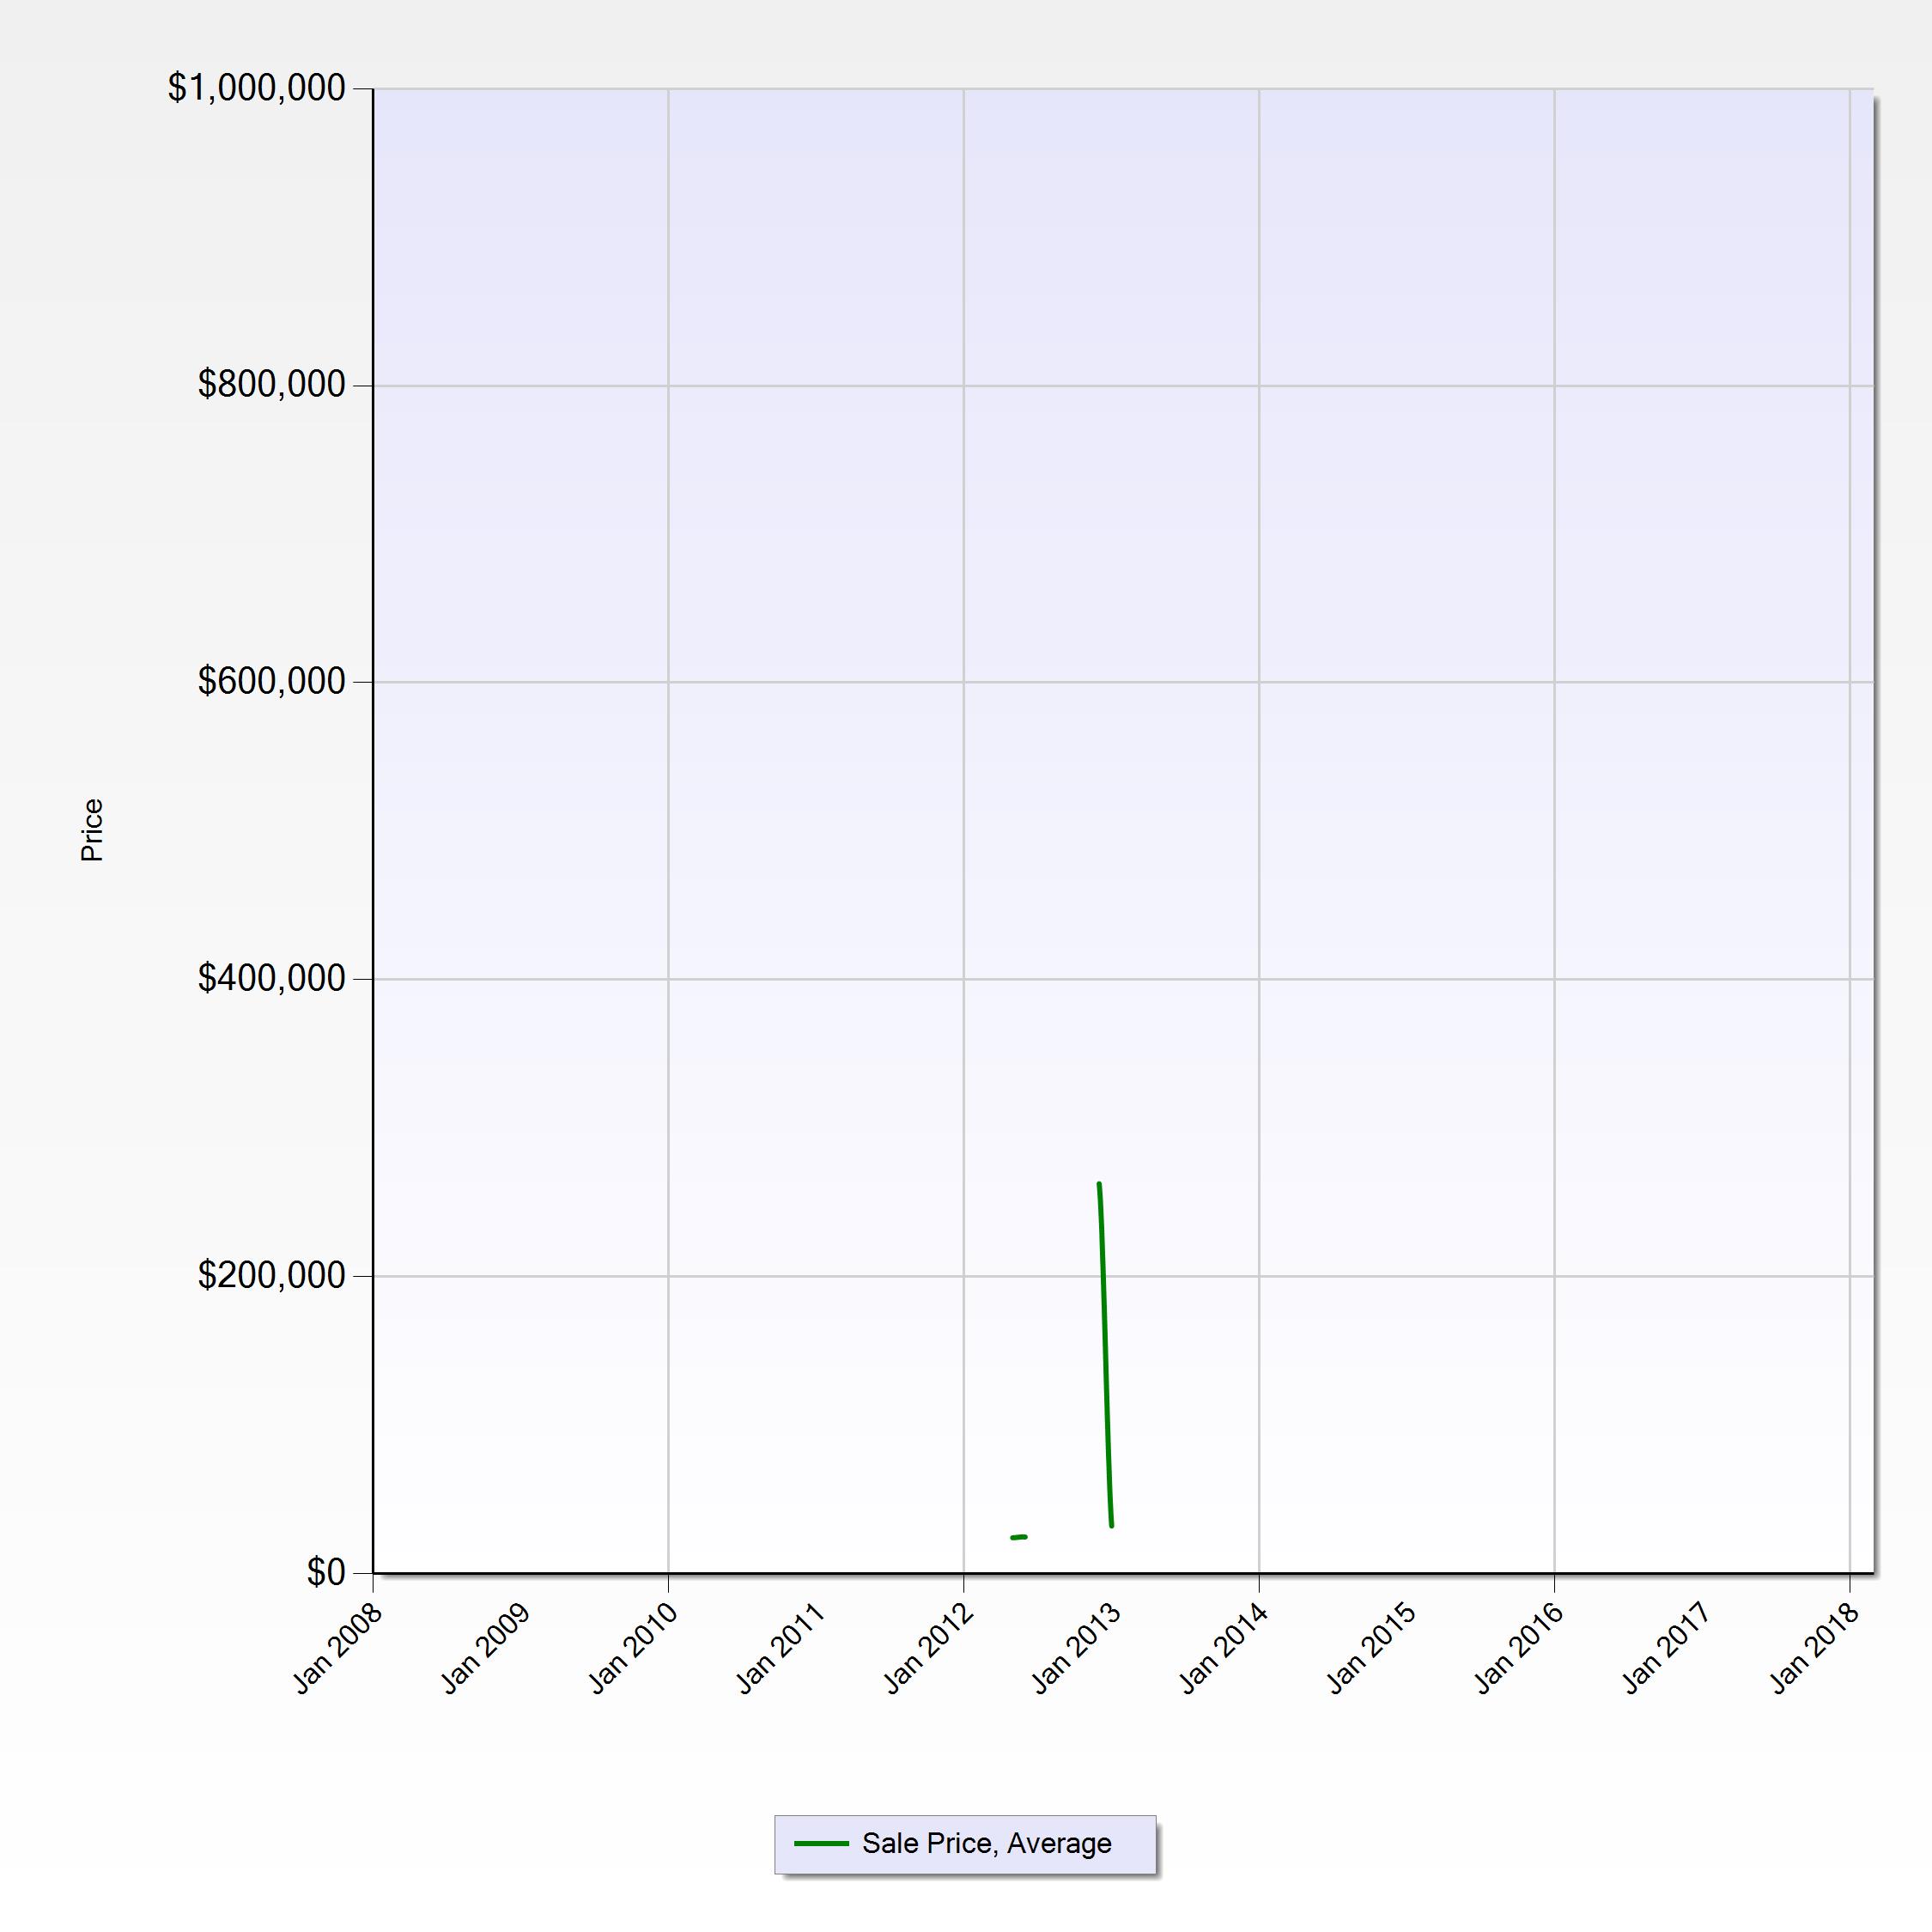 $1,000,000
$800,000
$600,000
Price
$400,000
$200,000
$0
Jan 2008
Jan 2009
Jan 2010
Jan 2011
Jan 2012
Jan 2013
Jan 2014
Jan 2015
Jan 2016
Jan 2017
Jan 2018
Sale Price, Average